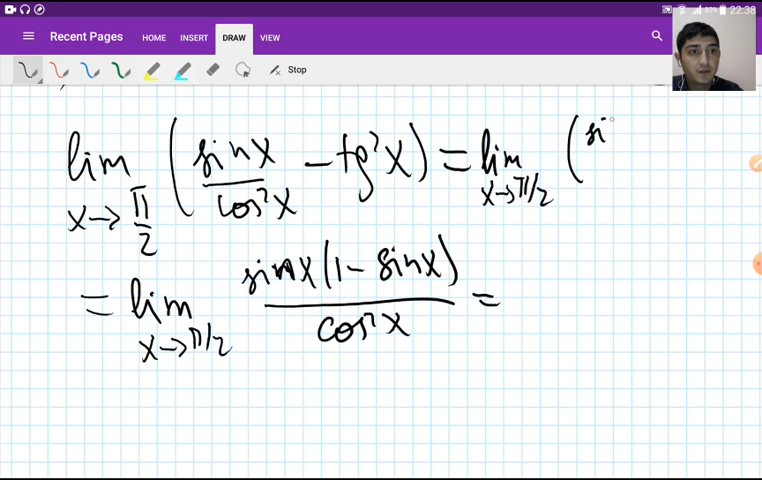 22:38
Recent Pages HOME INSERT DRAW VIEW
Stop
lim x→π/2 (sinx/cos²x − tg²x) = lim x→π/2 (si
= lim x→π/2 sinx(1 − sinx)/cos²x =